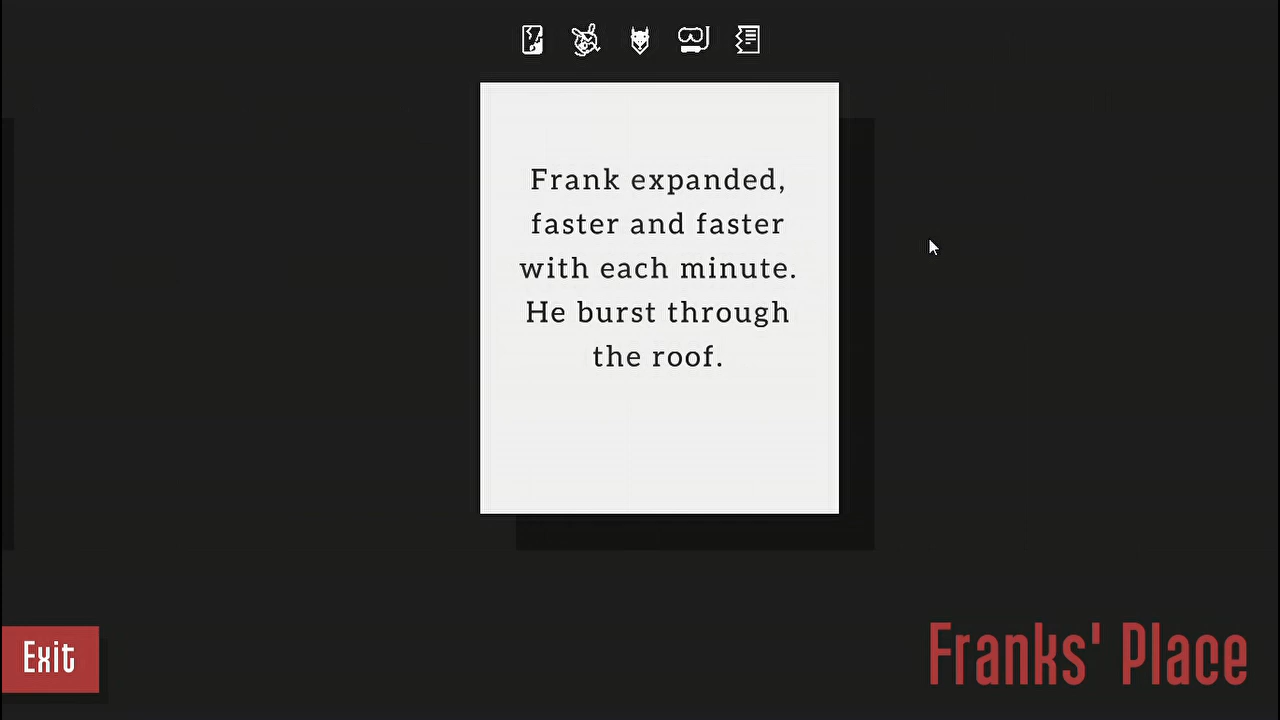 Frank expanded,
faster and faster
with each minute.
He burst through
the roof.
Exit
Franks' Place